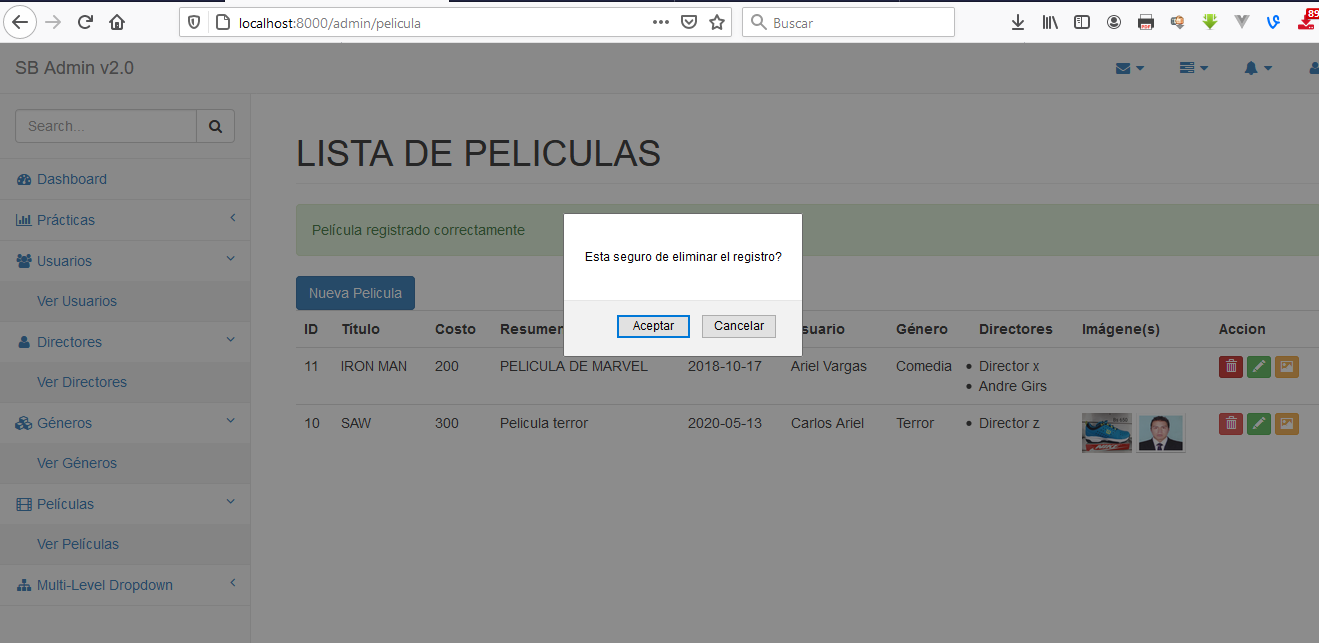 localhost:8000/admin/pelicula
Buscar
89
SB Admin v2.0
Search...
Dashboard
Prácticas
Usuarios
Ver Usuarios
Directores
Ver Directores
Géneros
Ver Géneros
Películas
Ver Películas
Multi-Level Dropdown
LISTA DE PELICULAS
Película registrado correctamente
Esta seguro de eliminar el registro?
Aceptar Cancelar
Nueva Pelicula
ID Título Costo Resumen suario Género Directores Imágene(s) Accion
11 IRON MAN 200 PELICULA DE MARVEL 2018-10-17 Ariel Vargas Comedia Director x
Andre Girs
10 SAW 300 Pelicula terror 2020-05-13 Carlos Ariel Terror Director z